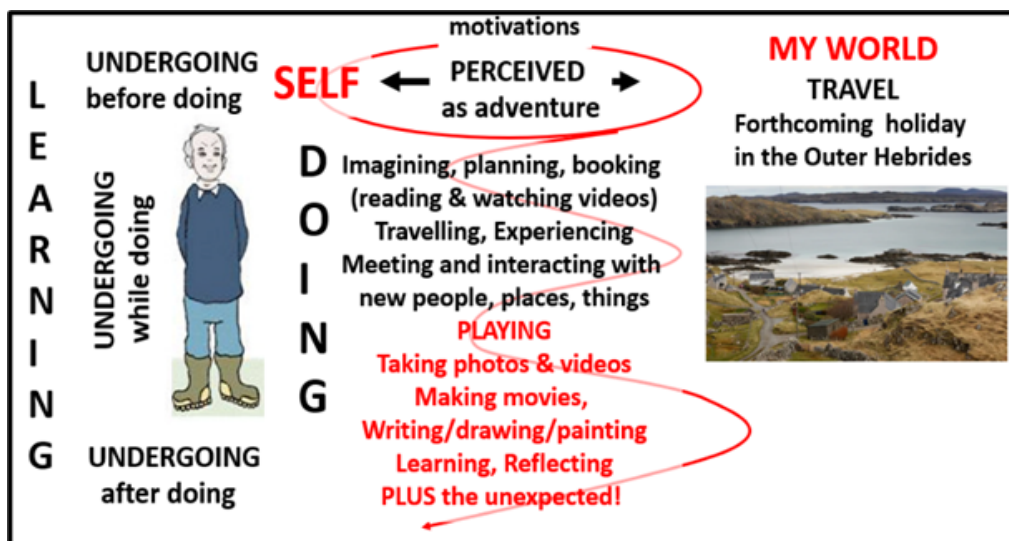 LEARNING
UNDERGOING
before doing
UNDERGOING
while doing
UNDERGOING
after doing
SELF
motivations
PERCEIVED
as adventure
DOING
Imagining, planning, booking
(reading & watching videos)
Travelling, Experiencing
Meeting and interacting with
new people, places, things
PLAYING
Taking photos & videos
Making movies,
Writing/drawing/painting
Learning, Reflecting
PLUS the unexpected!
MY WORLD
TRAVEL
Forthcoming holiday
in the Outer Hebrides